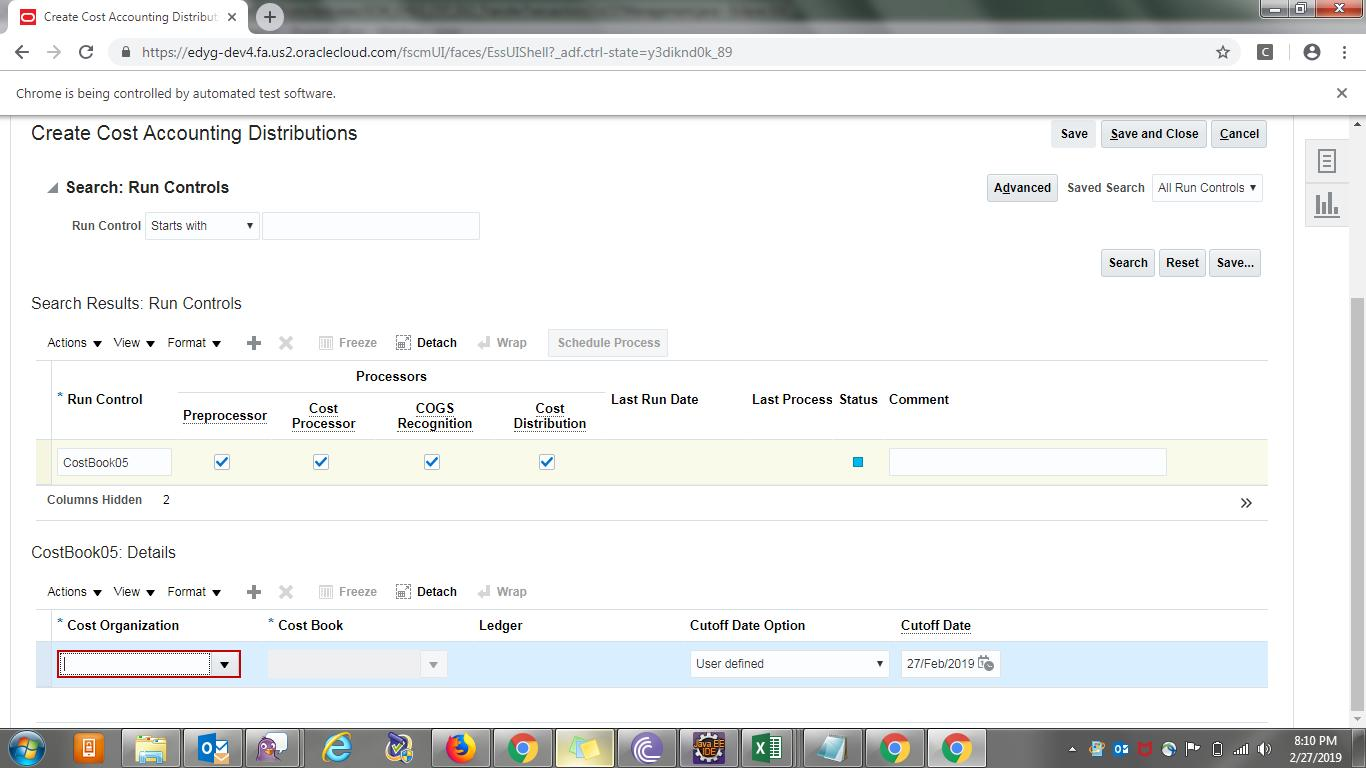 Create Cost Accounting Distribut
https://edyg-dev4.fa.us2.oraclecloud.com/fscmUI/faces/EssUIShell?_adf.ctrl-state=y3diknd0k_89
C
Chrome is being controlled by automated test software.
Create Cost Accounting Distributions
Save
Save and Close
Cancel
Search: Run Controls
Advanced
Saved Search
All Run Controls
Run Control
Starts with
Search
Reset
Save...
Search Results: Run Controls
Actions View Format Freeze Detach Wrap Schedule Process
Processors
* Run Control
Preprocessor
Cost Processor
COGS Recognition
Cost Distribution
Last Run Date
Last Process
Status
Comment
CostBook05
Columns Hidden 2
CostBook05: Details
Actions View Format Freeze Detach Wrap
* Cost Organization * Cost Book Ledger Cutoff Date Option Cutoff Date
User defined 27/Feb/2019
Java EE
IDE
8:10 PM
2/27/2019